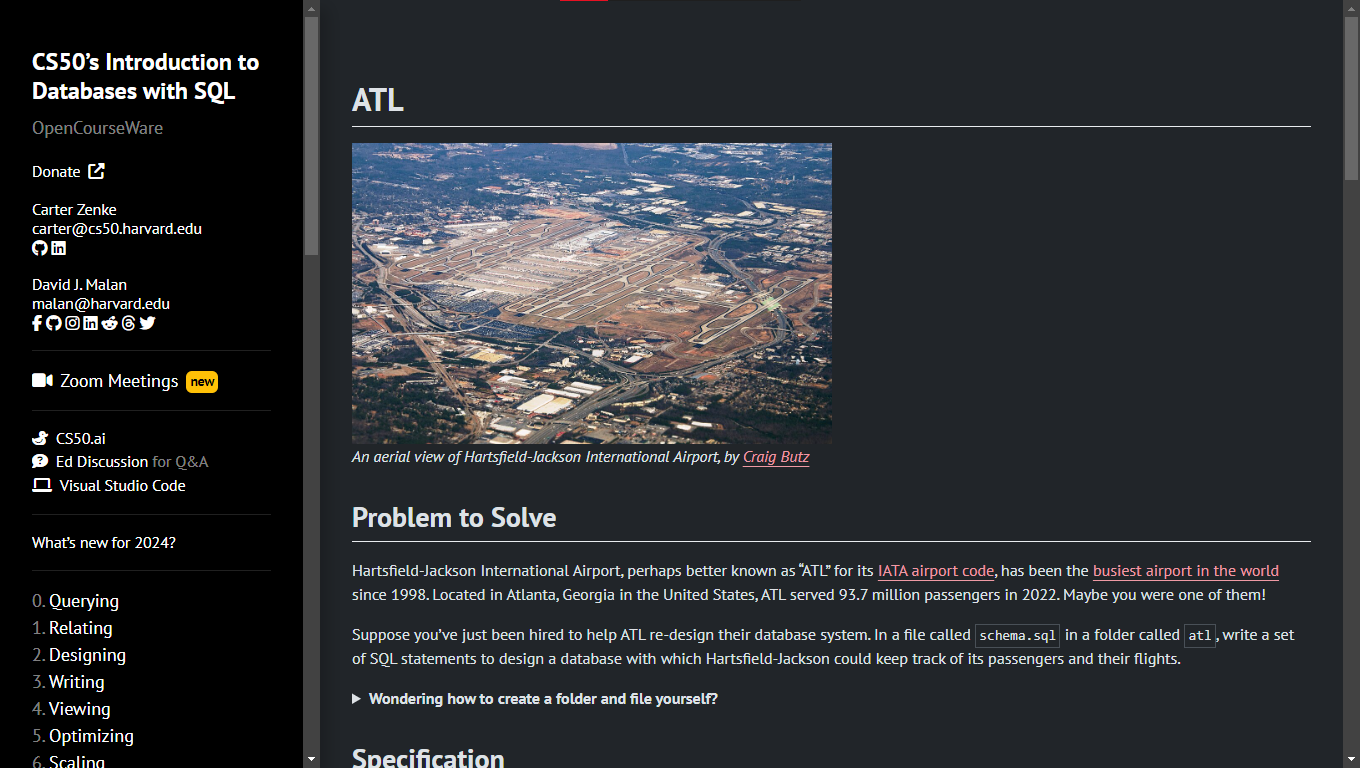 CS50’s Introduction to
Databases with SQL
OpenCourseWare
Donate
Carter Zenke
carter@cs50.harvard.edu
David J. Malan
malan@harvard.edu
Zoom Meetings new
CS50.ai
Ed Discussion for Q&A
Visual Studio Code
What’s new for 2024?
0. Querying
1. Relating
2. Designing
3. Writing
4. Viewing
5. Optimizing
6. Scaling
ATL
An aerial view of Hartsfield-Jackson International Airport, by Craig Butz
Problem to Solve
Hartsfield-Jackson International Airport, perhaps better known as “ATL” for its IATA airport code, has been the busiest airport in the world
since 1998. Located in Atlanta, Georgia in the United States, ATL served 93.7 million passengers in 2022. Maybe you were one of them!
Suppose you’ve just been hired to help ATL re-design their database system. In a file called schema.sql in a folder called atl, write a set
of SQL statements to design a database with which Hartsfield-Jackson could keep track of its passengers and their flights.
Wondering how to create a folder and file yourself?
Specification